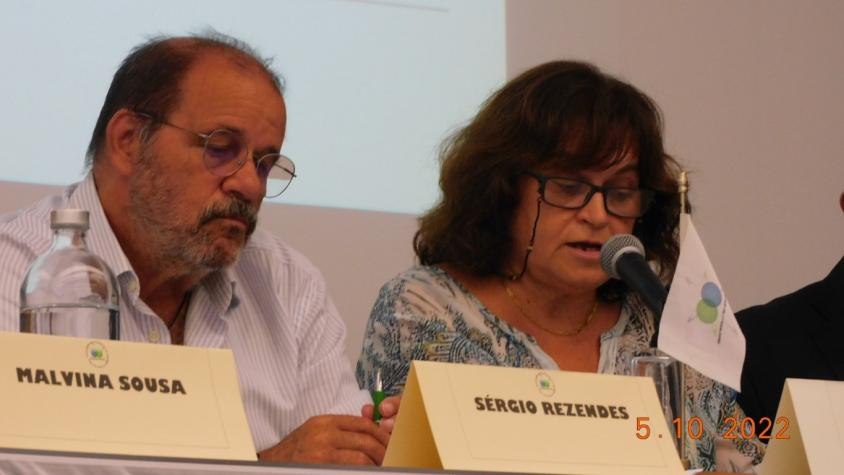 MALVINA SOUSA
SÉRGIO REZENDES
5.10.2022